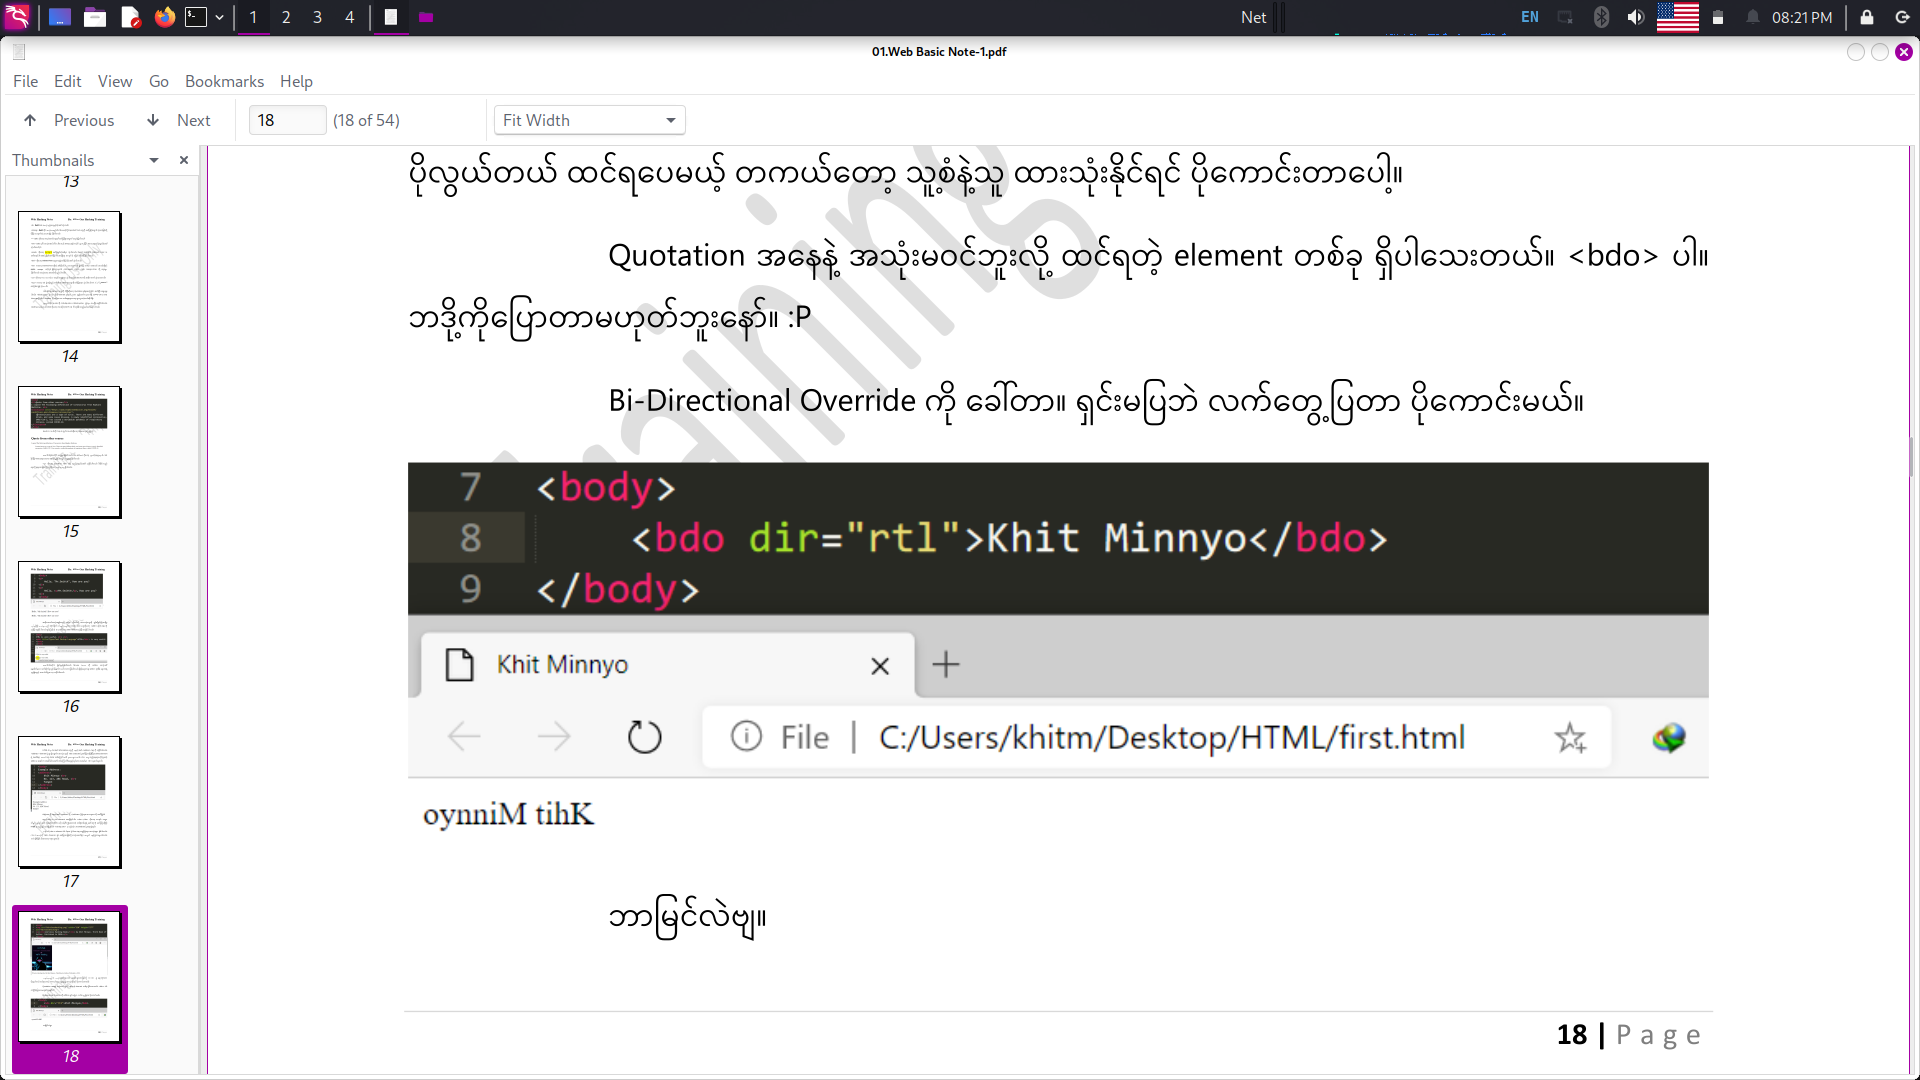 1 2 3 4
Net
EN
08:21 PM
01.Web Basic Note-1.pdf
File Edit View Go Bookmarks Help
Previous Next 18 (18 of 54) Fit Width
Thumbnails
13
14
15
16
17
18
ပိုလွယ်တယ် ထင်ရပေမယ့် တကယ်တော့ သူ့စံနဲ့သူ ထားသုံးနိုင်ရင် ပိုကောင်းတာပေါ့။
Quotation အနေနဲ့ အသုံးမဝင်ဘူးလို့ ထင်ရတဲ့ element တစ်ခု ရှိပါသေးတယ်။ <bdo> ပါ။
ဘဒို့ကိုပြောတာမဟုတ်ဘူးနော်။ :P
Bi-Directional Override ကို ခေါ်တာ။ ရှင်းမပြဘဲ လက်တွေ့ပြတာ ပိုကောင်းမယ်။
7 <body>
8 <bdo dir="rtl">Khit Minnyo</bdo>
9 </body>
Khit Minnyo
File | C:/Users/khitm/Desktop/HTML/first.html
oynniM tihK
ဘာမြင်လဲဗျ။
18 | Page
Training